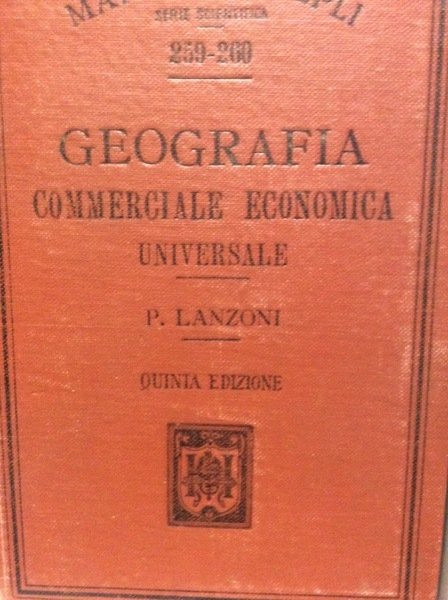 SERIE SCIENTIFICA
259-260
GEOGRAFIA
COMMERCIALE ECONOMICA
UNIVERSALE
P. LANZONI
QUINTA EDIZIONE